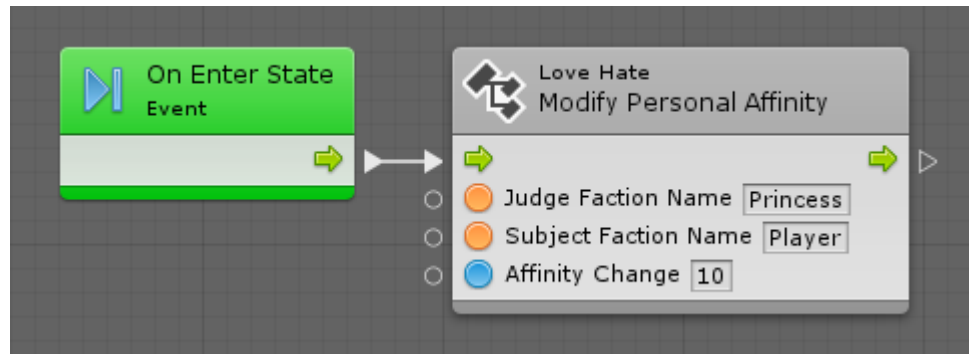 On Enter State
Event
Love Hate
Modify Personal Affinity
Judge Faction Name Princess
Subject Faction Name Player
Affinity Change 10